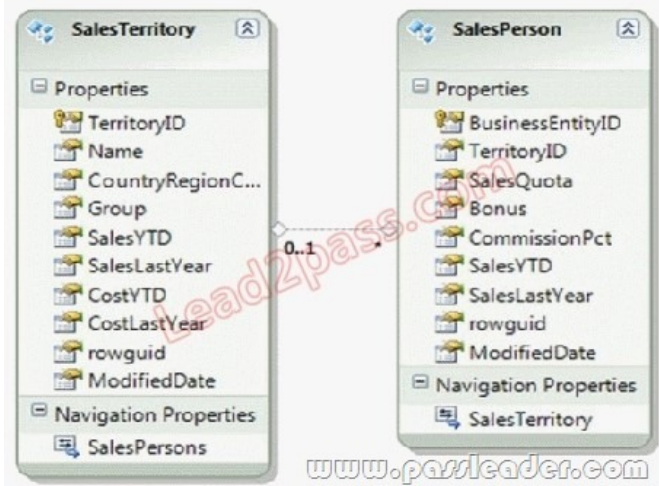 SalesTerritory
Properties
TerritoryID
Name
CountryRegionC...
Group
SalesYTD
SalesLastYear
CostYTD
CostLastYear
rowguid
ModifiedDate
Navigation Properties
SalesPersons
0..1
*
SalesPerson
Properties
BusinessEntityID
TerritoryID
SalesQuota
Bonus
CommissionPct
SalesYTD
SalesLastYear
rowguid
ModifiedDate
Navigation Properties
SalesTerritory
Lead2pass.com
www.passleader.com